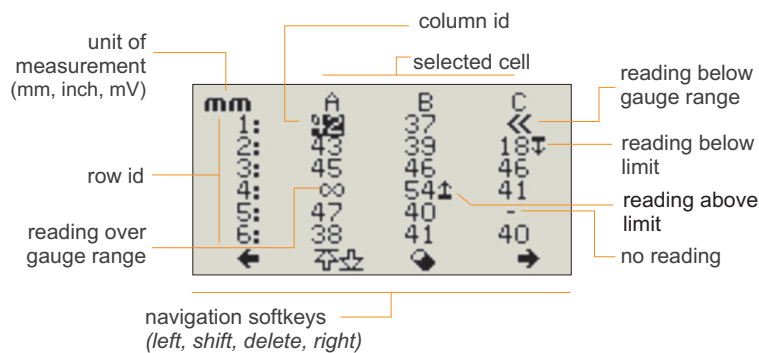 column id
unit of
measurement
(mm, inch, mV)
selected cell
reading below
gauge range
mm A B C
1: 37 «
2: 43 39 18
3: 45 46 46
4: ∞ 54 41
5: 47 40 -
6: 38 41 40
row id
reading below
limit
reading above
limit
reading over
gauge range
no reading
navigation softkeys
(left, shift, delete, right)